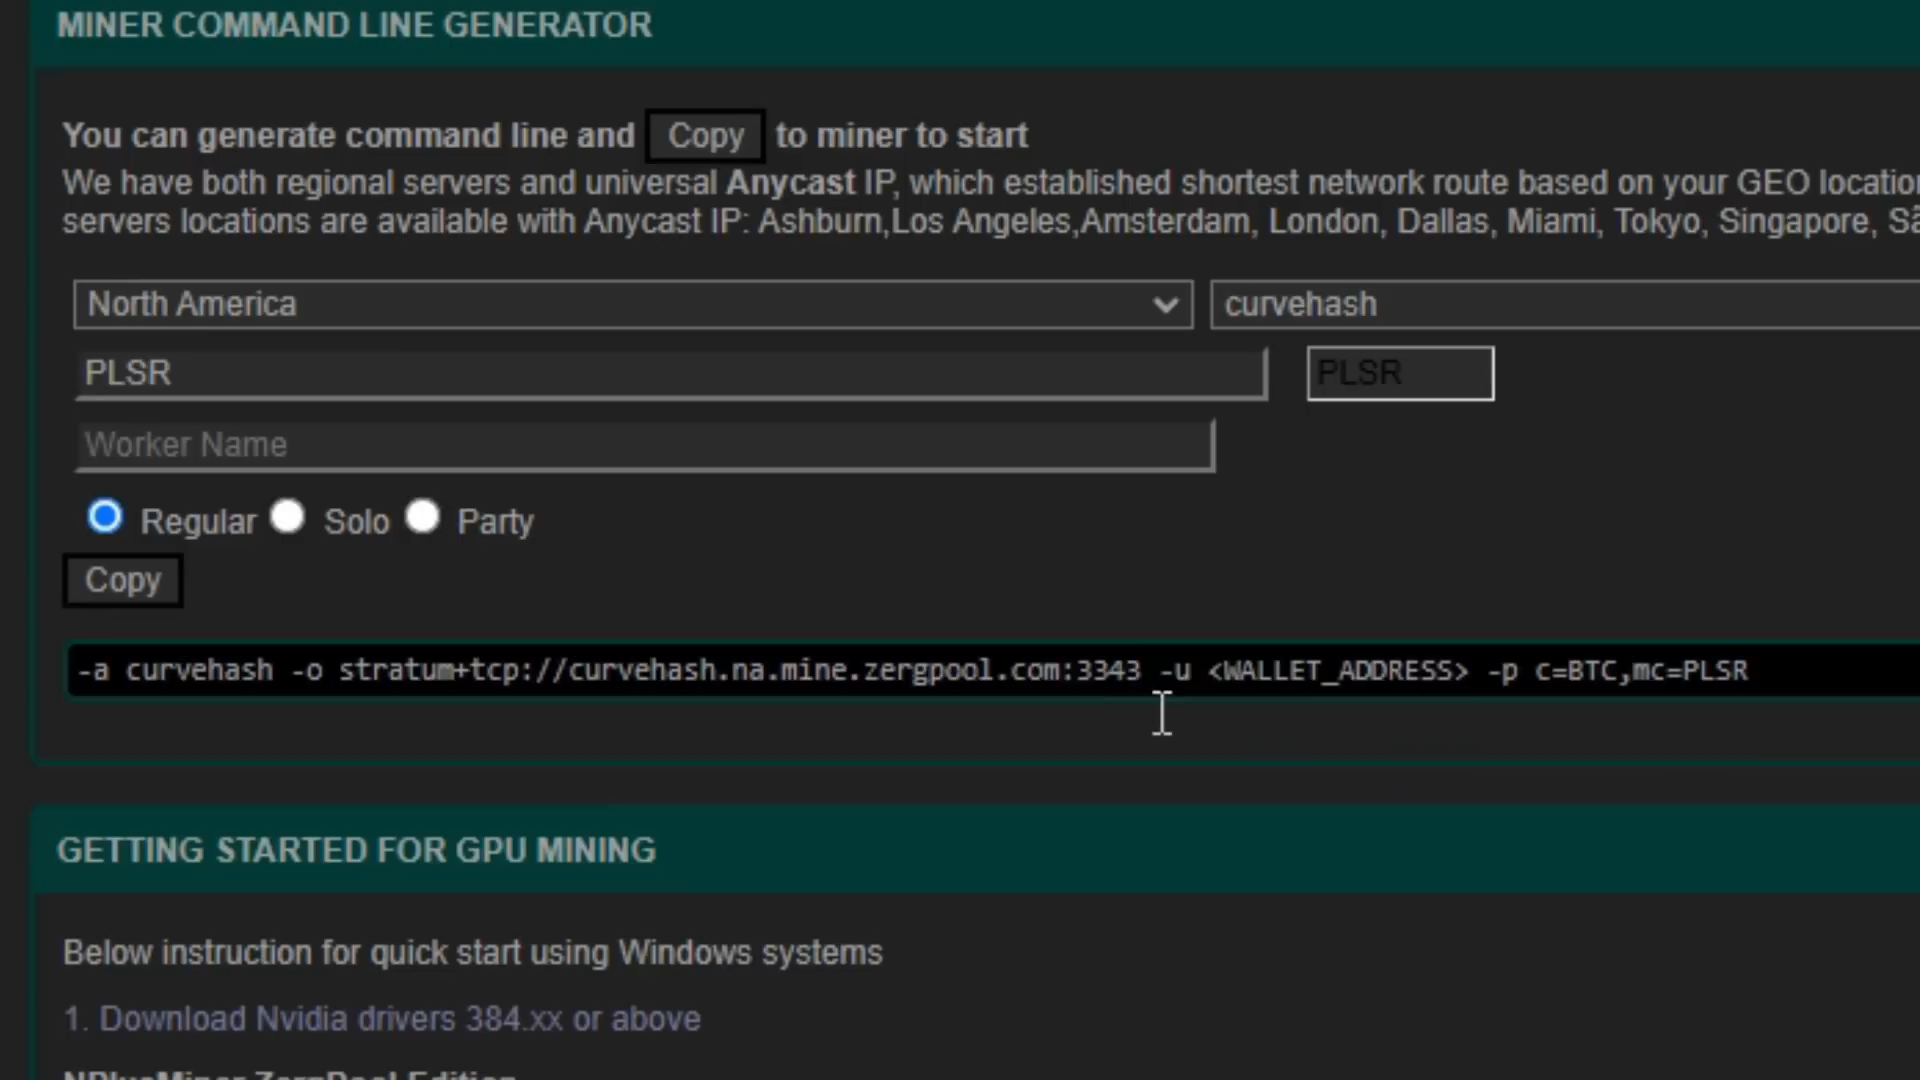 MINER COMMAND LINE GENERATOR
You can generate command line and Copy to miner to start
We have both regional servers and universal Anycast IP, which established shortest network route based on your GEO
servers locations are available with Anycast IP: Ashburn,Los Angeles,Amsterdam, London, Dallas, Miami, Tokyo, Singapore,
North America curvehash
PLSR PLSR
Worker Name
Regular Solo Party
Copy
-a curvehash -o stratum+tcp://curvehash.na.mine.zergpool.com:3343 -u <WALLET_ADDRESS> -p c=BTC,mc=PLSR
GETTING STARTED FOR GPU MINING
Below instruction for quick start using Windows systems
1. Download Nvidia drivers 384.xx or above